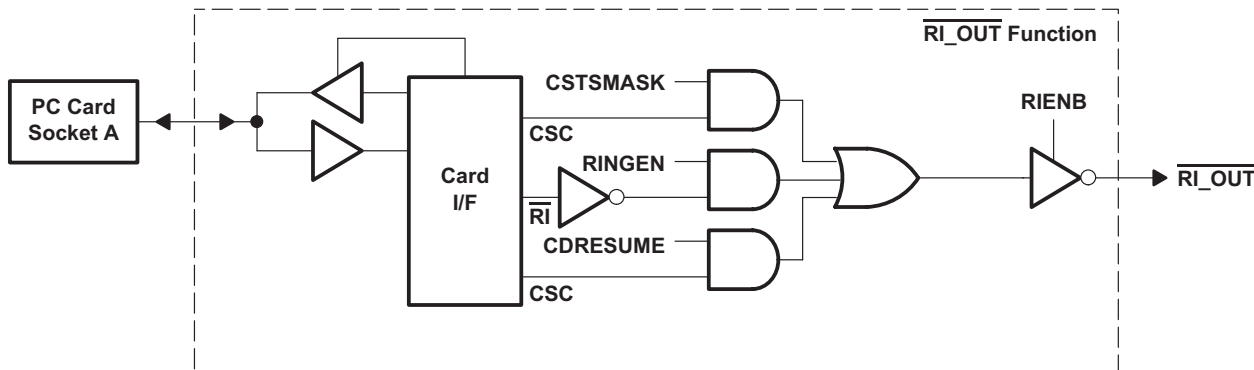 RI_OUT Function
PC Card
Socket A
CSTSMASK
CSC
RINGEN
Card
I/F
RI
CDRESUME
CSC
RIENB
RI_OUT